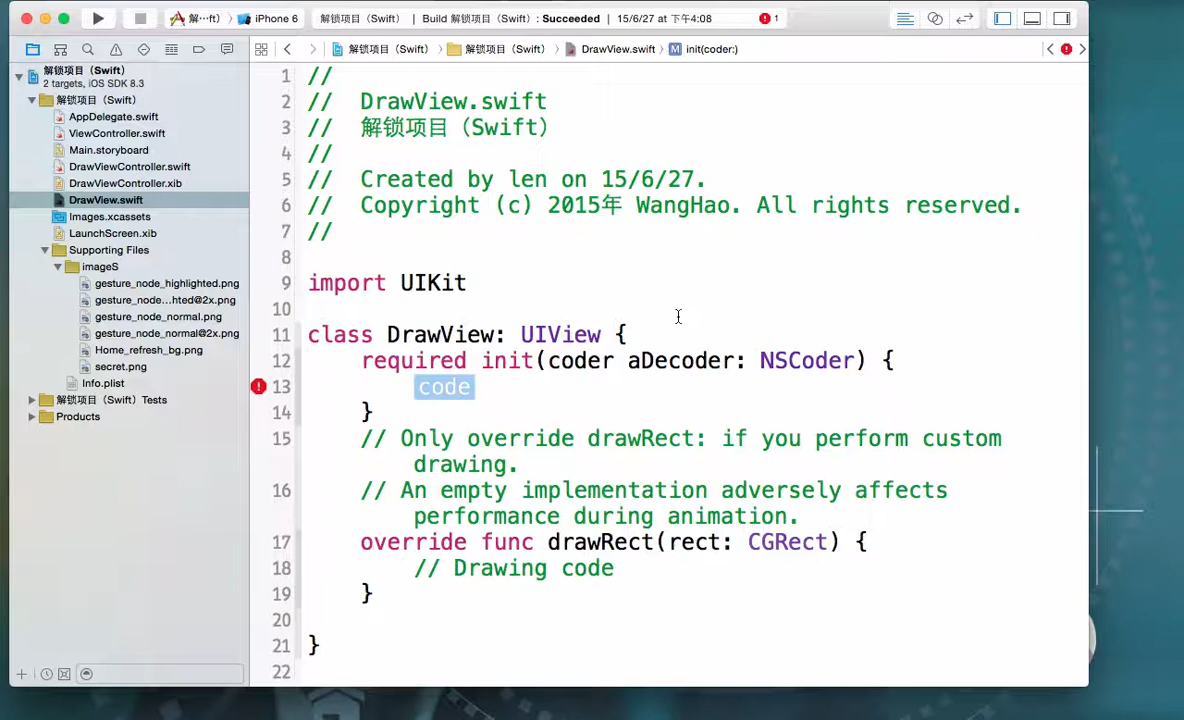 解…ft)
iPhone 6
解锁项目（Swift） | Build 解锁项目（Swift）: Succeeded | 15/6/27 at 下午4:08
1
解锁项目（Swift） 解锁项目（Swift） DrawView.swift M init(coder:)
解锁项目（Swift）
2 targets, iOS SDK 8.3
解锁项目（Swift）
AppDelegate.swift
ViewController.swift
Main.storyboard
DrawViewController.swift
DrawViewController.xib
DrawView.swift
Images.xcassets
LaunchScreen.xib
Supporting Files
imageS
gesture_node_highlighted.png
gesture_node...hted@2x.png
gesture_node_normal.png
gesture_node_normal@2x.png
Home_refresh_bg.png
secret.png
Info.plist
解锁项目（Swift）Tests
Products
1 //
2 // DrawView.swift
3 // 解锁项目（Swift）
4 //
5 // Created by len on 15/6/27.
6 // Copyright (c) 2015年 WangHao. All rights reserved.
7 //
8
9 import UIKit
10
11 class DrawView: UIView {
12 required init(coder aDecoder: NSCoder) {
13 code
14 }
15 // Only override drawRect: if you perform custom
drawing.
16 // An empty implementation adversely affects
performance during animation.
17 override func drawRect(rect: CGRect) {
18 // Drawing code
19 }
20
21 }
22